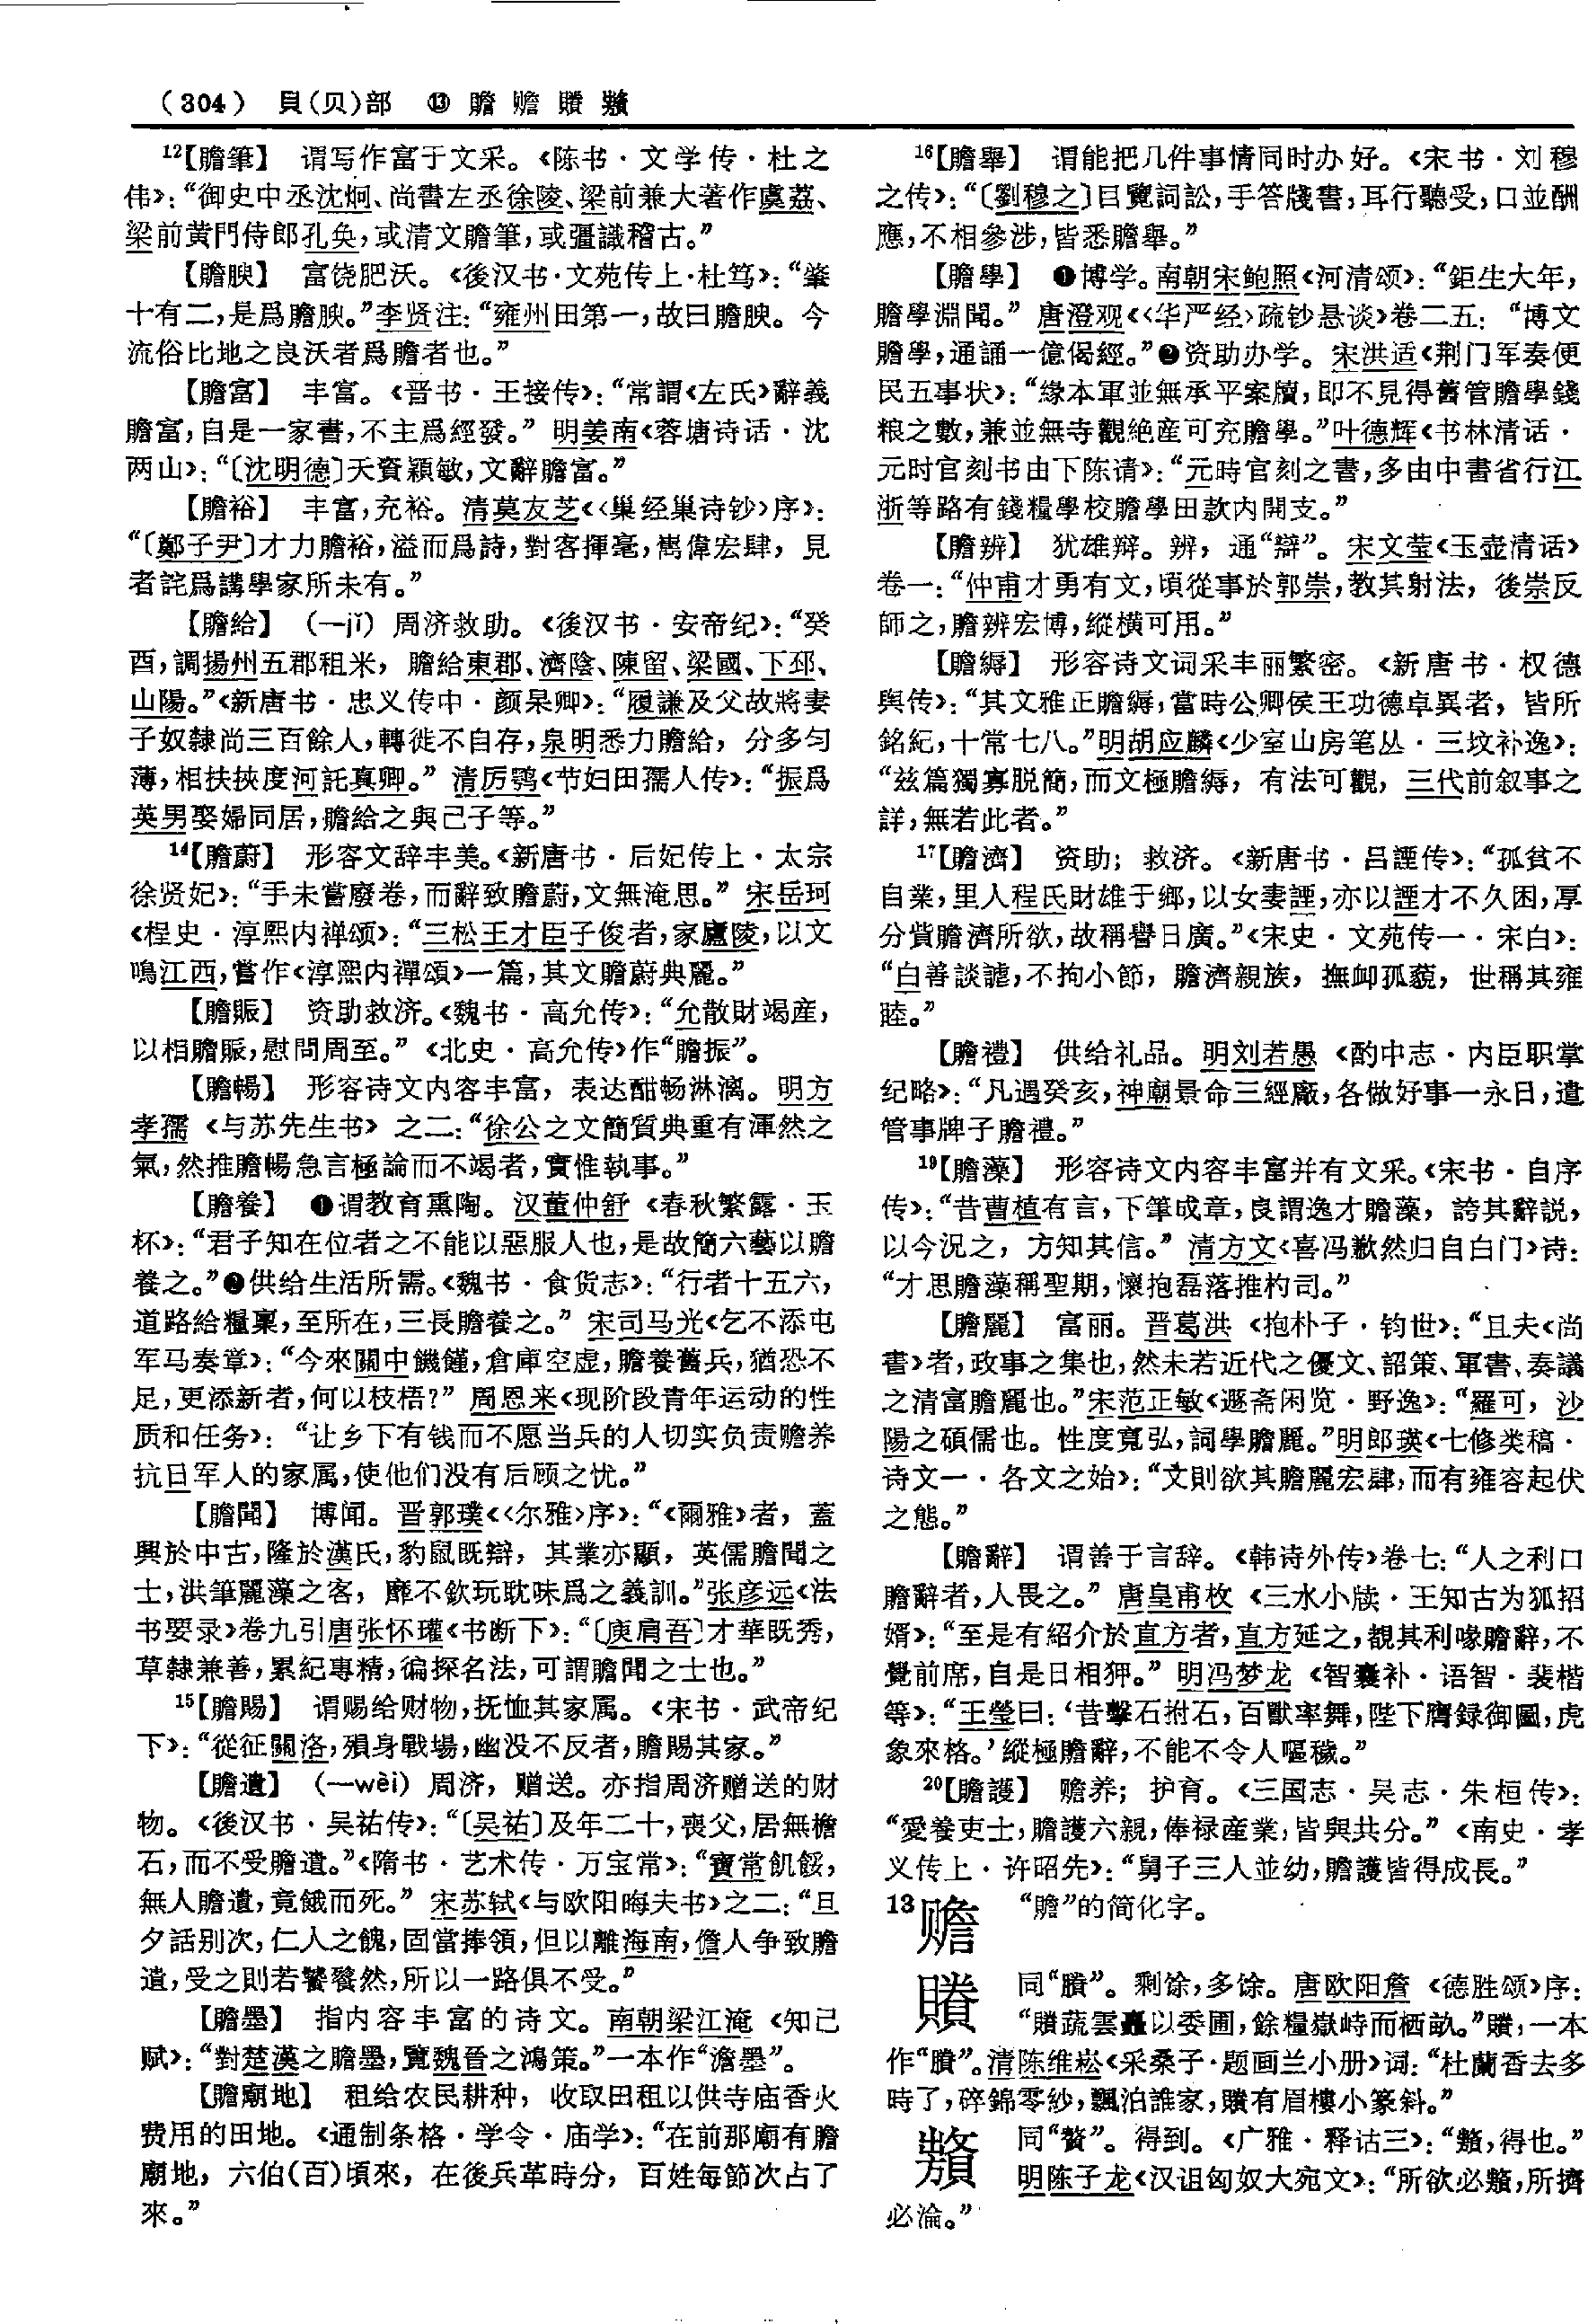 （304） 貝(贝)部 ⑬ 贍 赡 賸 贅
¹²【贍筆】 谓写作富于文采。《陈书·文学传·杜之
伟》：“御史中丞沈炯、尚書左丞徐陵、梁前兼大著作虞荔、
梁前黄門侍郎孔奂，或清文贍筆，或彊識稽古。”
【贍腴】 富饶肥沃。《後汉书·文苑传上·杜笃》：“肇
十有二，是爲贍腴。”李贤注：“雍州田第一，故曰贍腴。今
流俗比地之良沃者爲贍者也。”
【贍富】 丰富。《晋书·王接传》：“常謂《左氏》辭義
贍富，自是一家書，不主爲經發。” 明姜南《蓉塘诗话·沈
两山》：“〔沈明德〕天資穎敏，文辭贍富。”
【贍裕】 丰富，充裕。清莫友芝《〈巢经巢诗钞〉序》：
“〔鄭子尹〕才力贍裕，溢而爲詩，對客揮毫，雋偉宏肆，見
者詫爲講學家所未有。”
【贍給】 （—jǐ）周济救助。《後汉书·安帝纪》：“癸
酉，調揚州五郡租米，贍給東郡、濟陰、陳留、梁國、下邳、
山陽。”《新唐书·忠义传中·颜杲卿》：“履謙及父故將妻
子奴隸尚三百餘人，轉徙不自存，泉明悉力贍給，分多勻
薄，相扶挾度河託真卿。” 清厉鹗《节妇田孺人传》：“振爲
英男娶婦同居，贍給之與己子等。”
¹⁴【贍蔚】 形容文辞丰美。《新唐书·后妃传上·太宗
徐贤妃》：“手未嘗廢卷，而辭致贍蔚，文無淹思。” 宋岳珂
《桯史·淳熙内禅颂》：“三松王才臣子俊者，家廬陵，以文
鳴江西，嘗作《淳熙内禪頌》一篇，其文贍蔚典麗。”
【贍賑】 资助救济。《魏书·高允传》：“允散財竭産，
以相贍賑，慰問周至。” 《北史·高允传》作“贍振”。
【贍暢】 形容诗文内容丰富，表达酣畅淋漓。明方
孝孺《与苏先生书》之二：“徐公之文簡質典重有渾然之
氣，然推贍暢急言極論而不竭者，實惟執事。”
【贍養】 ❶谓教育熏陶。汉董仲舒《春秋繁露·玉
杯》：“君子知在位者之不能以惡服人也，是故簡六藝以贍
養之。”❷供给生活所需。《魏书·食货志》：“行者十五六，
道路給糧稟，至所在，三長贍養之。” 宋司马光《乞不添屯
军马奏章》：“今來關中饑饉，倉庫空虚，贍養舊兵，猶恐不
足，更添新者，何以枝梧？” 周恩来《现阶段青年运动的性
质和任务》：“让乡下有钱而不愿当兵的人切实负责赡养
抗日军人的家属，使他们没有后顾之忧。”
【贍聞】 博闻。晋郭璞《〈尔雅〉序》：“《爾雅》者，蓋
興於中古，隆於漢氏，豹鼠既辯，其業亦顯，英儒贍聞之
士，洪筆麗藻之客，靡不欽玩耽味爲之義訓。”张彦远《法
书要录》卷九引唐张怀瓘《书断下》：“〔庾肩吾〕才華既秀，
草隸兼善，累紀專精，徧探名法，可謂贍聞之士也。”
¹⁵【贍賜】 谓赐给财物，抚恤其家属。《宋书·武帝纪
下》：“從征關洛，殞身戰場，幽没不反者，贍賜其家。”
【贍遺】 （—wèi）周济，赠送。亦指周济赠送的财
物。《後汉书·吴祐传》：“〔吴祐〕及年二十，喪父，居無檐
石，而不受贍遺。”《隋书·艺术传·万宝常》：“寶常飢餒，
無人贍遺，竟餓而死。” 宋苏轼《与欧阳晦夫书》之二：“旦
夕話别次，仁人之餽，固當捧領，但以離海南，儋人争致贍
遺，受之則若饕餮然，所以一路俱不受。”
【贍墨】 指内容丰富的诗文。南朝梁江淹《知己
赋》：“對楚漢之贍墨，覽魏晉之鴻策。”一本作“澹墨”。
【贍廟地】 租给农民耕种，收取田租以供寺庙香火
费用的田地。《通制条格·学令·庙学》：“在前那廟有贍
廟地，六伯(百)頃來，在後兵革時分，百姓每節次占了
來。”
¹⁶【贍舉】 谓能把几件事情同时办好。《宋书·刘穆
之传》：“〔劉穆之〕目覽詞訟，手答牋書，耳行聽受，口並酬
應，不相參涉，皆悉贍舉。”
【贍學】 ❶博学。南朝宋鲍照《河清颂》：“鉅生大年，
贍學淵聞。” 唐澄观《〈华严经〉疏钞悬谈》卷二五：“博文
贍學，通誦一億偈經。”❷资助办学。宋洪适《荆门军奏便
民五事状》：“緣本軍並無承平案牘，即不見得舊管贍學錢
粮之數，兼並無寺觀絶産可充贍學。”叶德辉《书林清话·
元时官刻书由下陈请》：“元時官刻之書，多由中書省行江
浙等路有錢糧學校贍學田款内開支。”
【贍辨】 犹雄辩。辨，通“辯”。宋文莹《玉壶清话》
卷一：“仲甫才勇有文，頃從事於郭崇，教其射法，後崇反
師之，贍辨宏博，縱横可用。”
【贍縟】 形容诗文词采丰丽繁密。《新唐书·权德
舆传》：“其文雅正贍縟，當時公卿侯王功德卓異者，皆所
銘紀，十常七八。”明胡应麟《少室山房笔丛·三坟补逸》：
“兹篇獨寡脱簡，而文極贍縟，有法可觀，三代前叙事之
詳，無若此者。”
¹⁷【贍濟】 资助；救济。《新唐书·吕諲传》：“孤貧不
自業，里人程氏財雄于鄉，以女妻諲，亦以諲才不久困，厚
分貲贍濟所欲，故稱譽日廣。”《宋史·文苑传一·宋白》：
“白善談謔，不拘小節，贍濟親族，撫卹孤藐，世稱其雍
睦。”
【贍禮】 供给礼品。明刘若愚《酌中志·内臣职掌
纪略》：“凡遇癸亥，神廟景命三經廠，各做好事一永日，遣
管事牌子贍禮。”
¹⁹【贍藻】 形容诗文内容丰富并有文采。《宋书·自序
传》：“昔曹植有言，下筆成章，良謂逸才贍藻，誇其辭説，
以今況之，方知其信。” 清方文《喜冯歉然归自白门》诗：
“才思贍藻稱聖期，懷抱磊落推杓司。”
【贍麗】 富丽。晋葛洪《抱朴子·钧世》：“且夫《尚
書》者，政事之集也，然未若近代之優文、詔策、軍書、奏議
之清富贍麗也。”宋范正敏《遯斋闲览·野逸》：“羅可，沙
陽之碩儒也。性度寬弘，詞學贍麗。”明郎瑛《七修类稿·
诗文一·各文之始》：“文則欲其贍麗宏肆，而有雍容起伏
之態。”
【贍辭】 谓善于言辞。《韩诗外传》卷七：“人之利口
贍辭者，人畏之。” 唐皇甫枚《三水小牍·王知古为狐招
婿》：“至是有紹介於直方者，直方延之，覩其利喙贍辭，不
覺前席，自是日相狎。” 明冯梦龙《智囊补·语智·裴楷
等》：“王瑩曰：‘昔擊石拊石，百獸率舞，陛下膺録御圖，虎
象來格。’縱極贍辭，不能不令人嘔穢。”
²⁰【贍護】 赡养；护育。《三国志·吴志·朱桓传》：
“愛養吏士，贍護六親，俸禄産業，皆與共分。” 《南史·孝
义传上·许昭先》：“舅子三人並幼，贍護皆得成長。”
¹³赡 “贍”的简化字。
同“賸”。剩馀，多馀。唐欧阳詹《德胜颂》序：
一本
清陈维崧《采桑子·题画兰小册》词：“杜蘭香去多
時了，碎錦零紗，飄泊誰家，
有眉樓小篆斜。”
得到。《广雅·释诂三》：
得也。”
明陈子龙《汉诅匈奴大宛文》：“所欲必
所擠
必淪。”